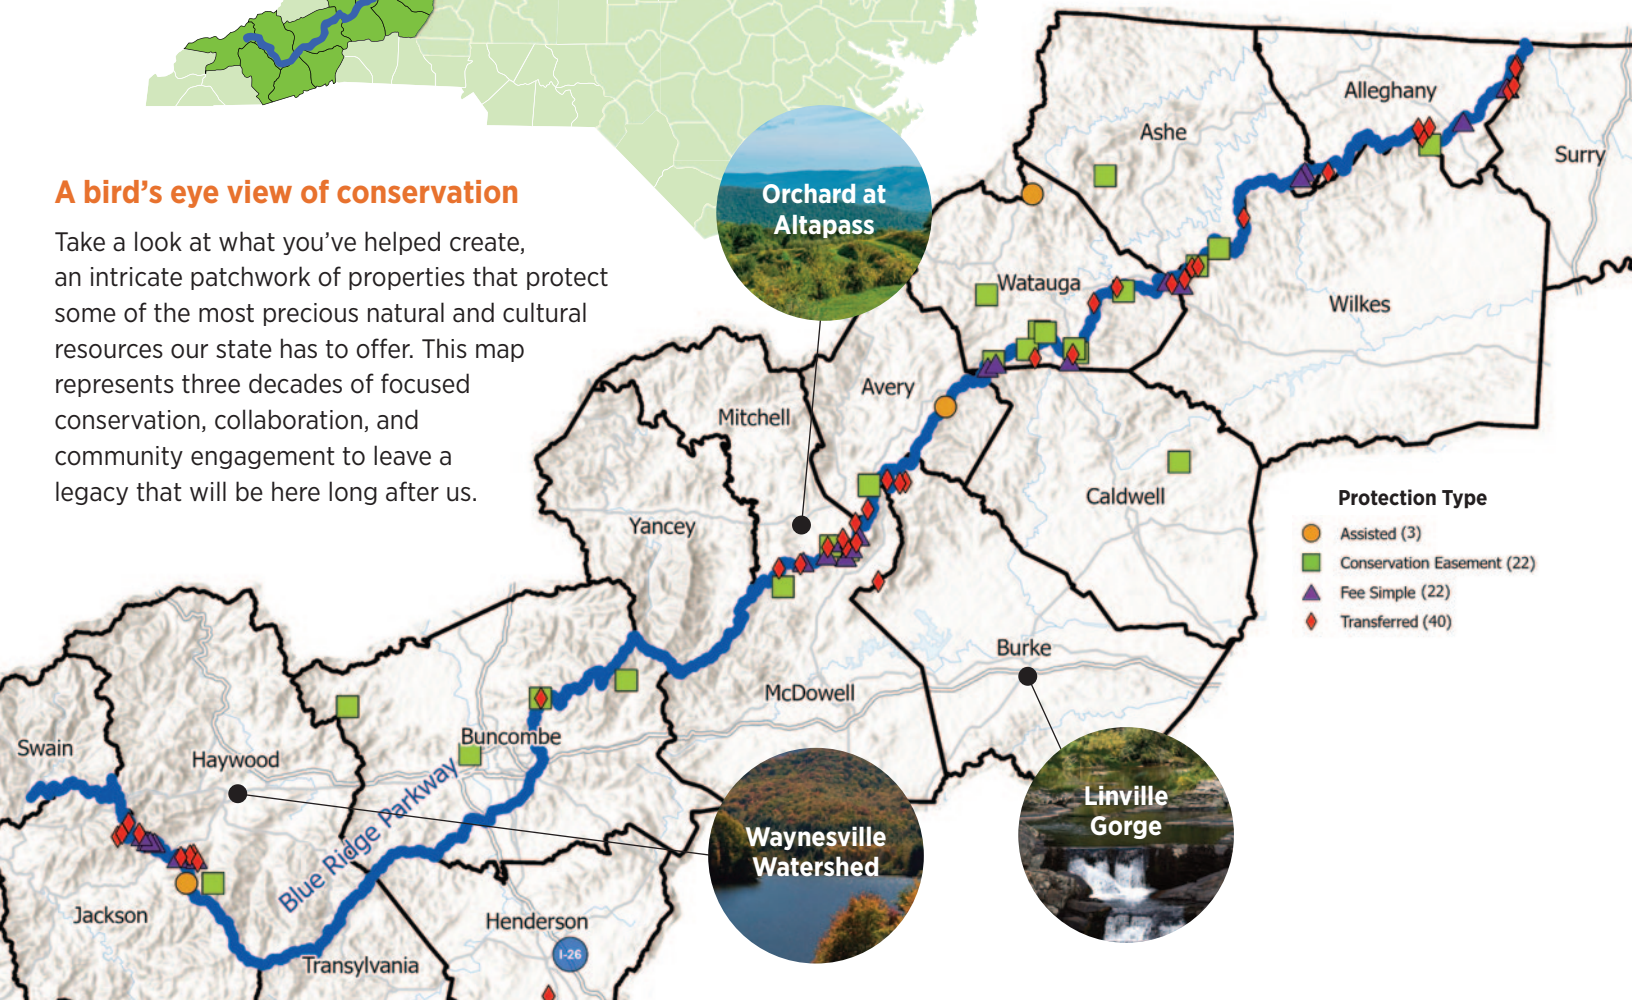 A bird’s eye view of conservation
Take a look at what you’ve helped create,
an intricate patchwork of properties that protect
some of the most precious natural and cultural
resources our state has to offer. This map
represents three decades of focused
conservation, collaboration, and
community engagement to leave a
legacy that will be here long after us.
Orchard at
Altapass
Alleghany
Ashe
Surry
Watauga
Wilkes
Avery
Mitchell
Caldwell
Yancey
Protection Type
Assisted (3)
Conservation Easement (22)
Fee Simple (22)
Transferred (40)
Burke
McDowell
Buncombe
Swain
Haywood
Blue Ridge Parkway
Linville
Gorge
Waynesville
Watershed
Jackson
Henderson
I-26
Transylvania